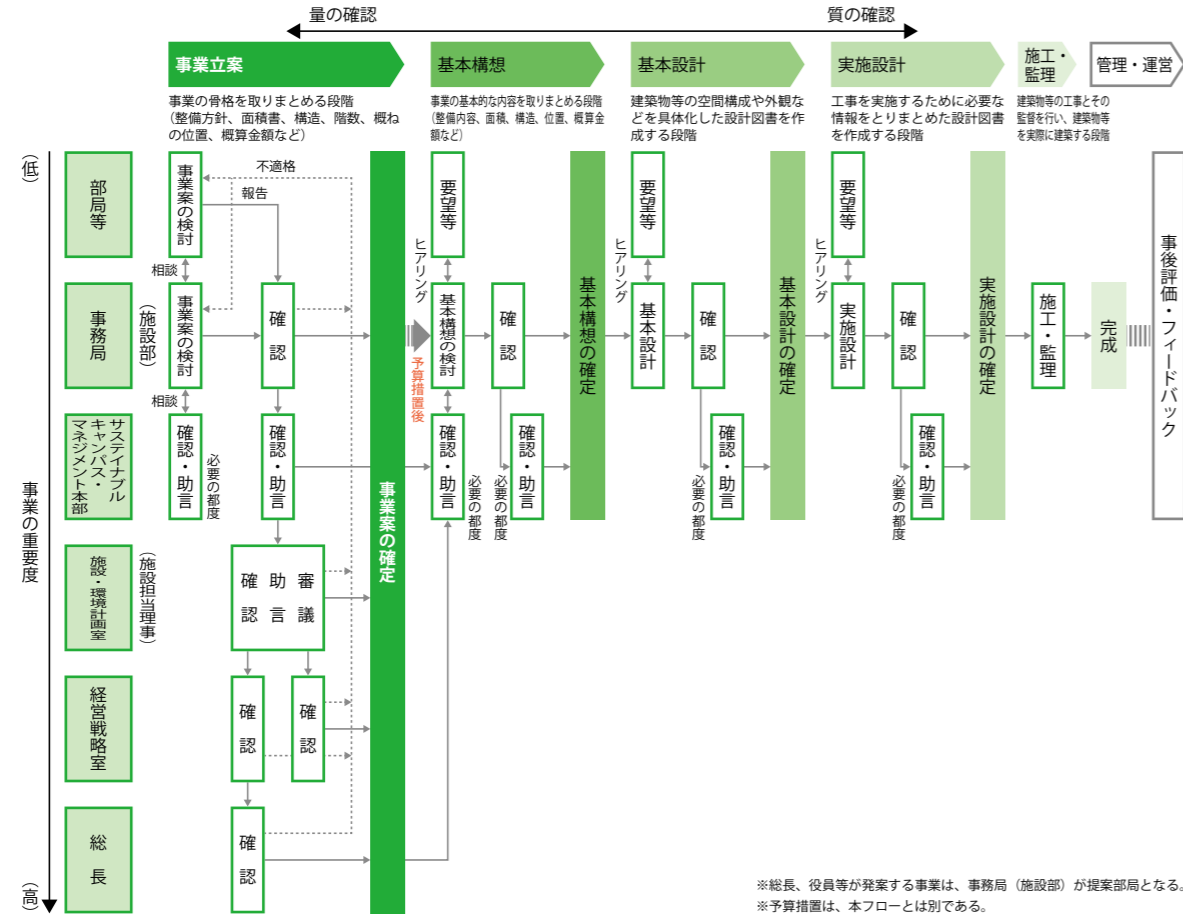 量の確認
質の確認
事業立案
基本構想
基本設計
実施設計
施工・
監理
管理・運営
事業の骨格を取りまとめる段階
(整備方針、面積書、構造、階数、概ね
の位置、概算金額など)
事業の基本的な内容を取りまとめる段階
(整備内容、面積、構造、位置、概算金
額など)
建築物等の空間構成や外観な
どを具体化した設計図書を作
成する段階
工事を実施するために必要な
情報をとりまとめた設計図書
を作成する段階
建築物等の工事とその
監督を行い、建築物等
を実際に建築する段階
(低)
事業の重要度
(高)
部局等
事業案の検討
不適格
報告
相談
事務局
(施設部)
事業案の検討
確認
相談
サステイナブル
キャンパス・
マネジメント本部
確認・助言
必要の都度
確認・助言
施設・環境計画室
(施設担当理事)
確認
助言
審議
経営戦略室
確認
確認
総長
確認
事業案の確定
予算措置後
要望等
ヒアリング
基本構想の検討
確認
確認・助言
必要の都度
必要の都度
確認・助言
基本構想の確定
要望等
ヒアリング
基本設計
確認
必要の都度
確認・助言
基本設計の確定
要望等
ヒアリング
実施設計
確認
必要の都度
確認・助言
実施設計の確定
施工・監理
完成
事後評価・フィードバック
※総長、役員等が発案する事業は、事務局(施設部)が提案部局となる。
※予算措置は、本フローとは別である。